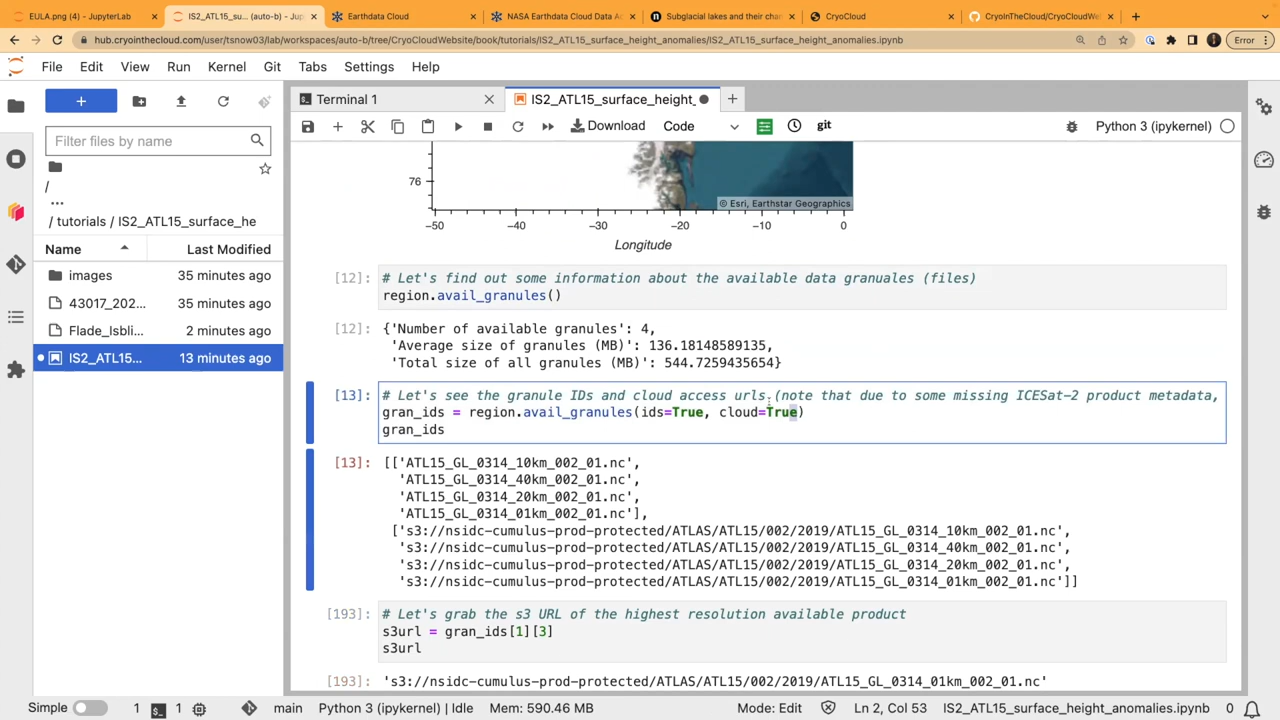 EULA.png (4) - JupyterLab
IS2_ATL15_su... (auto-b) - Jup
Earthdata Cloud
NASA Earthdata Cloud Data A
Subglacial lakes and their chan
CryoCloud
CryoInTheCloud/CryoCloudWe
hub.cryointhecloud.com/user/tsnow03/lab/workspaces/auto-b/tree/CryoCloudWebsite/book/tutorials/IS2_ATL15_surface_height_anomalies/IS2_ATL15_surface_height_anomalies.ipynb
Error
File Edit View Run Kernel Git Tabs Settings Help
Terminal 1
IS2_ATL15_surface_height_
Download
Code
git
Python 3 (ipykernel)
Filter files by name
/
...
/ tutorials / IS2_ATL15_surface_he
Name Last Modified
images 35 minutes ago
43017_202... 35 minutes ago
Flade_Isbli... 2 minutes ago
IS2_ATL15... 13 minutes ago
76
© Esri, Earthstar Geographics
−50 −40 −30 −20 −10 0
Longitude
[12]: # Let's find out some information about the available data granuales (files)
region.avail_granules()
[12]: {'Number of available granules': 4,
'Average size of granules (MB)': 136.18148589135,
'Total size of all granules (MB)': 544.7259435654}
[13]: # Let's see the granule IDs and cloud access urls (note that due to some missing ICESat-2 product metadata,
gran_ids = region.avail_granules(ids=True, cloud=True)
gran_ids
[13]: [['ATL15_GL_0314_10km_002_01.nc',
'ATL15_GL_0314_40km_002_01.nc',
'ATL15_GL_0314_20km_002_01.nc',
'ATL15_GL_0314_01km_002_01.nc'],
['s3://nsidc-cumulus-prod-protected/ATLAS/ATL15/002/2019/ATL15_GL_0314_10km_002_01.nc',
's3://nsidc-cumulus-prod-protected/ATLAS/ATL15/002/2019/ATL15_GL_0314_40km_002_01.nc',
's3://nsidc-cumulus-prod-protected/ATLAS/ATL15/002/2019/ATL15_GL_0314_20km_002_01.nc',
's3://nsidc-cumulus-prod-protected/ATLAS/ATL15/002/2019/ATL15_GL_0314_01km_002_01.nc']]
[193]: # Let's grab the s3 URL of the highest resolution available product
s3url = gran_ids[1][3]
s3url
[193]: 's3://nsidc-cumulus-prod-protected/ATLAS/ATL15/002/2019/ATL15_GL_0314_01km_002_01.nc'
Simple 1 1 main Python 3 (ipykernel) | Idle Mem: 590.46 MB Mode: Edit Ln 2, Col 53 IS2_ATL15_surface_height_anomalies.ipynb 0